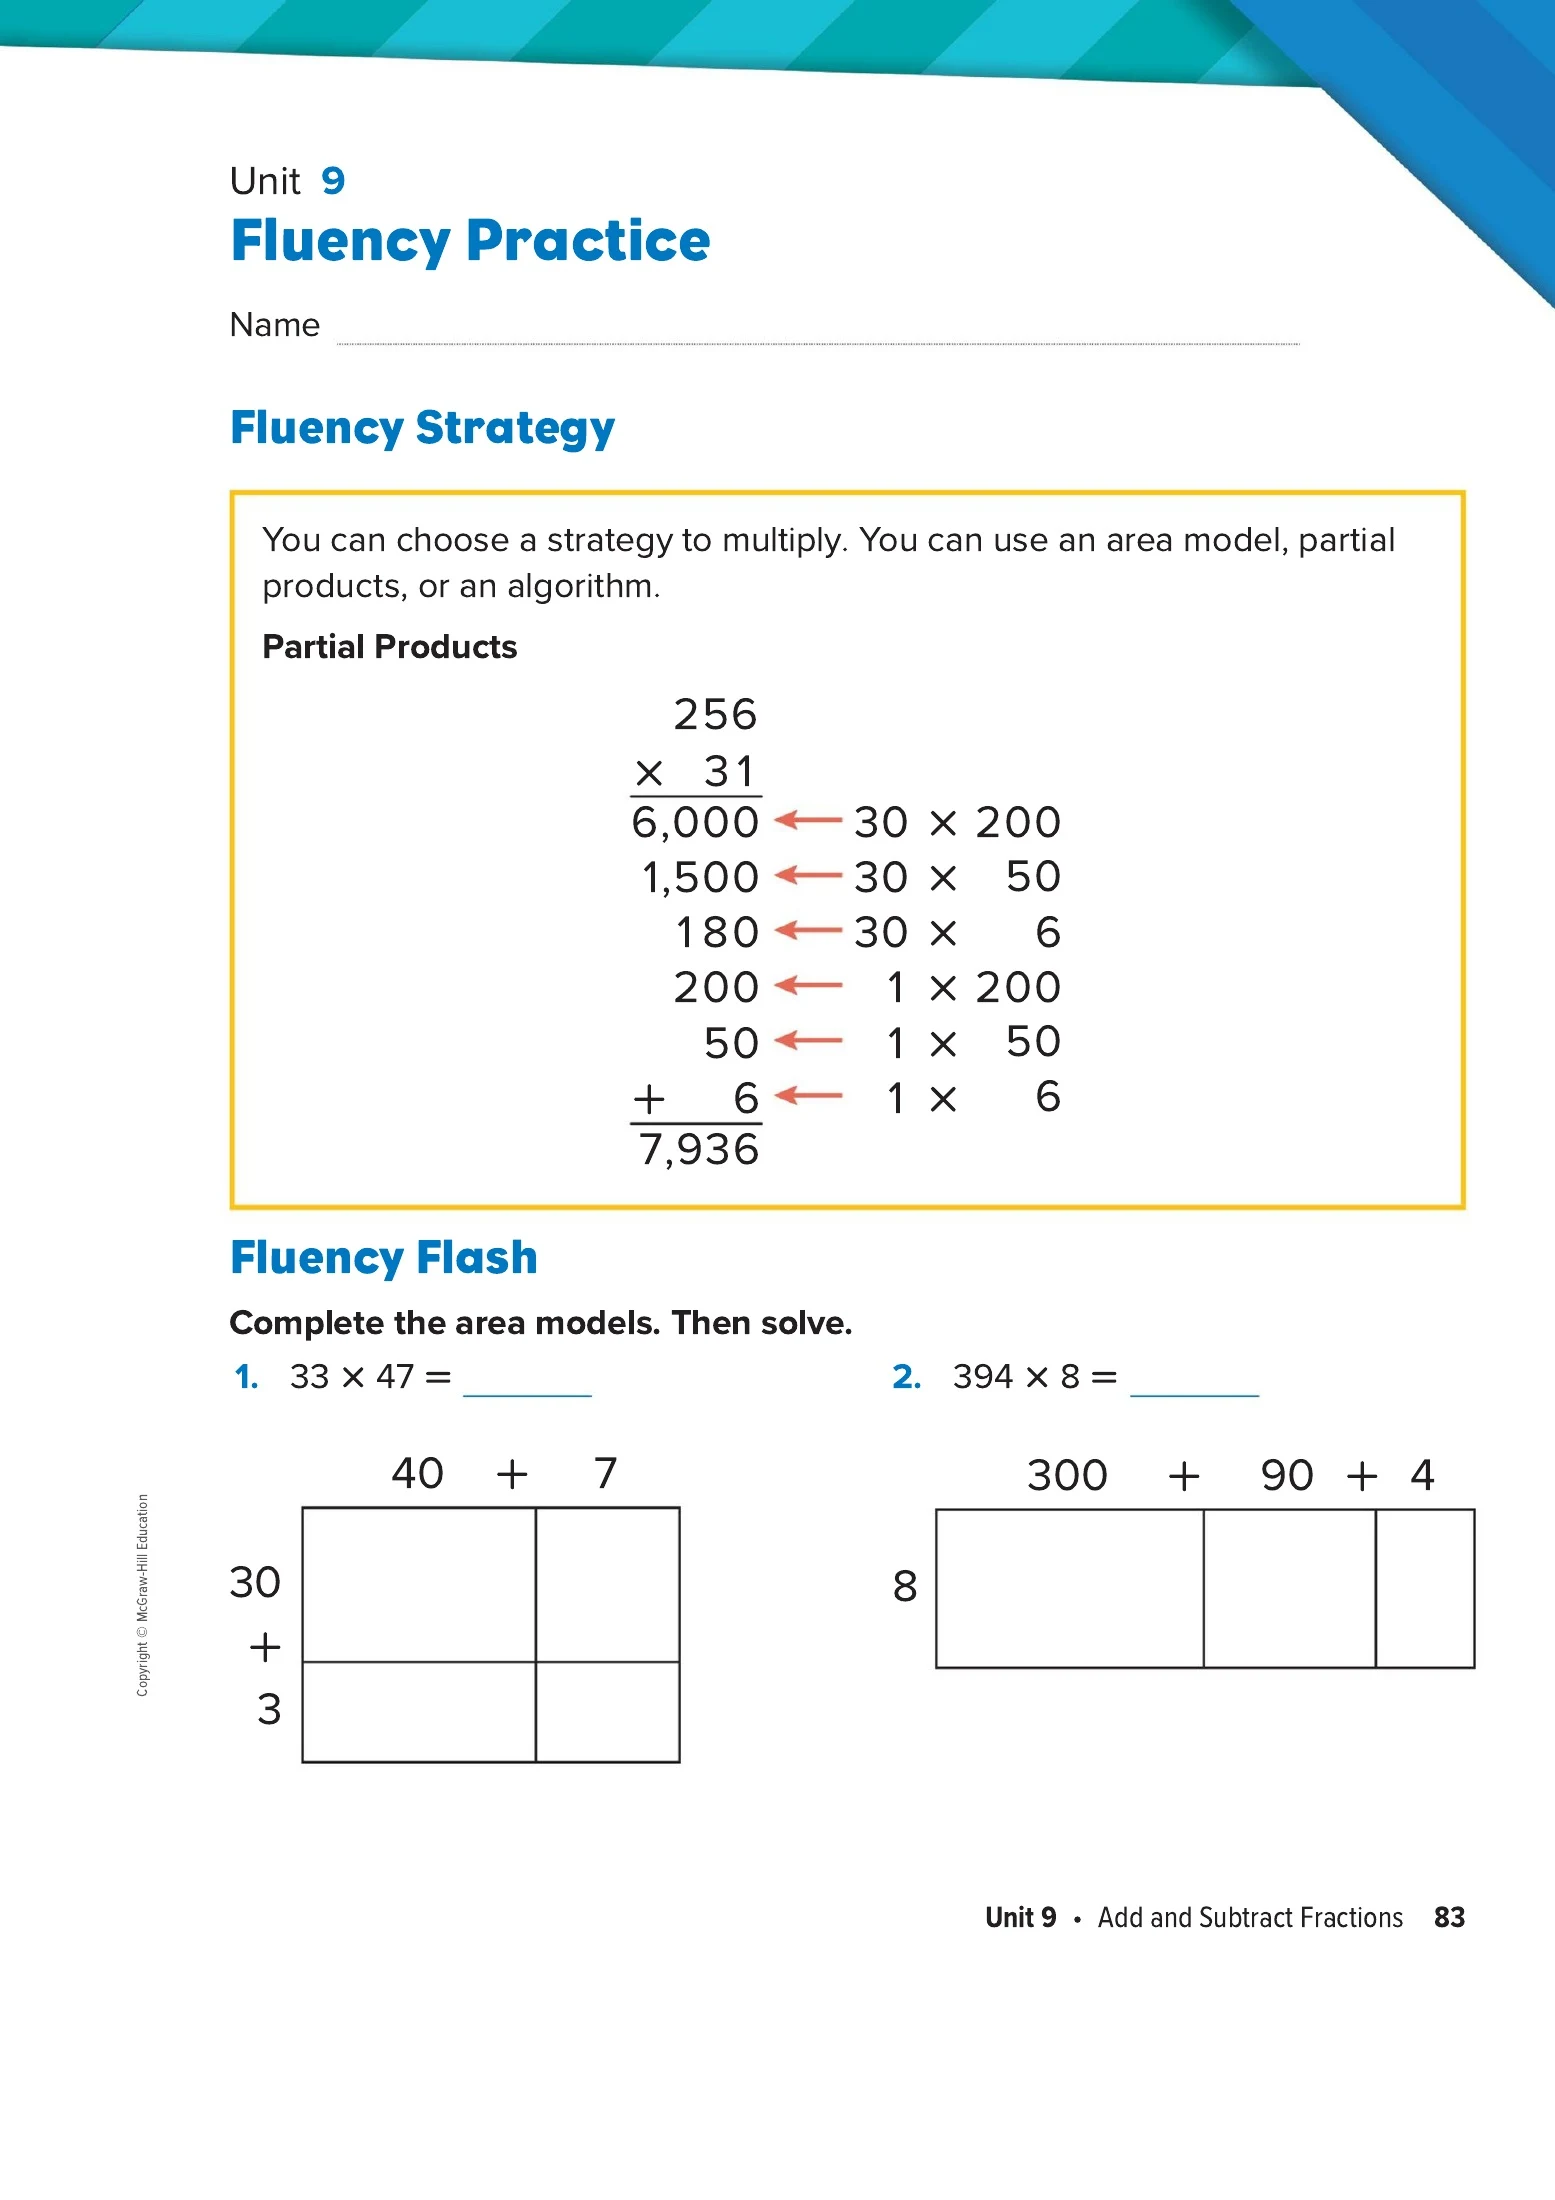 Unit 9
Fluency Practice
Name
Fluency Strategy
You can choose a strategy to multiply. You can use an area model, partial
products, or an algorithm.
Partial Products
256
× 31
6,000 ← 30 × 200
1,500 ← 30 × 50
180 ← 30 × 6
200 ← 1 × 200
50 ← 1 × 50
+ 6 ← 1 × 6
7,936
Fluency Flash
Complete the area models. Then solve.
1. 33 × 47 =
40 + 7
30
+
3
2. 394 × 8 =
300 + 90 + 4
8
Copyright © McGraw-Hill Education
Unit 9 • Add and Subtract Fractions 83